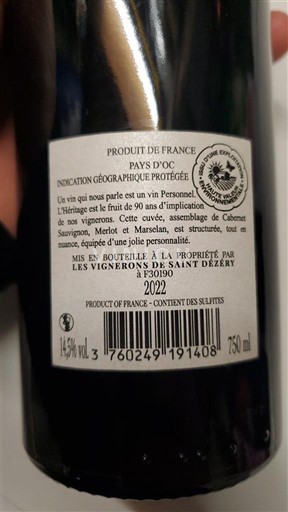 PRODUIT DE FRANCE
PAYS D'OC
INDICATION GÉOGRAPHIQUE PROTÉGÉE
ISSU D'UNE EXPLOITATION
HAUTE VALEUR
ENVIRONNEMENTALE
Un vin qui nous parle est un vin Personnel.
L'Héritage est le fruit de 90 ans d'implication
de nos vignerons. Cette cuvée, assemblage de Cabernet
Sauvignon, Merlot et Marselan, est structurée, tout en
nuance, équipée d'une jolie personnalité.
MIS EN BOUTEILLE À LA PROPRIÉTÉ PAR
LES VIGNERONS DE SAINT DÉZÉRY
à F30190
2022
PRODUCT OF FRANCE - CONTIENT DES SULFITES
14,5% vol.
3 760249 191408
750 ml